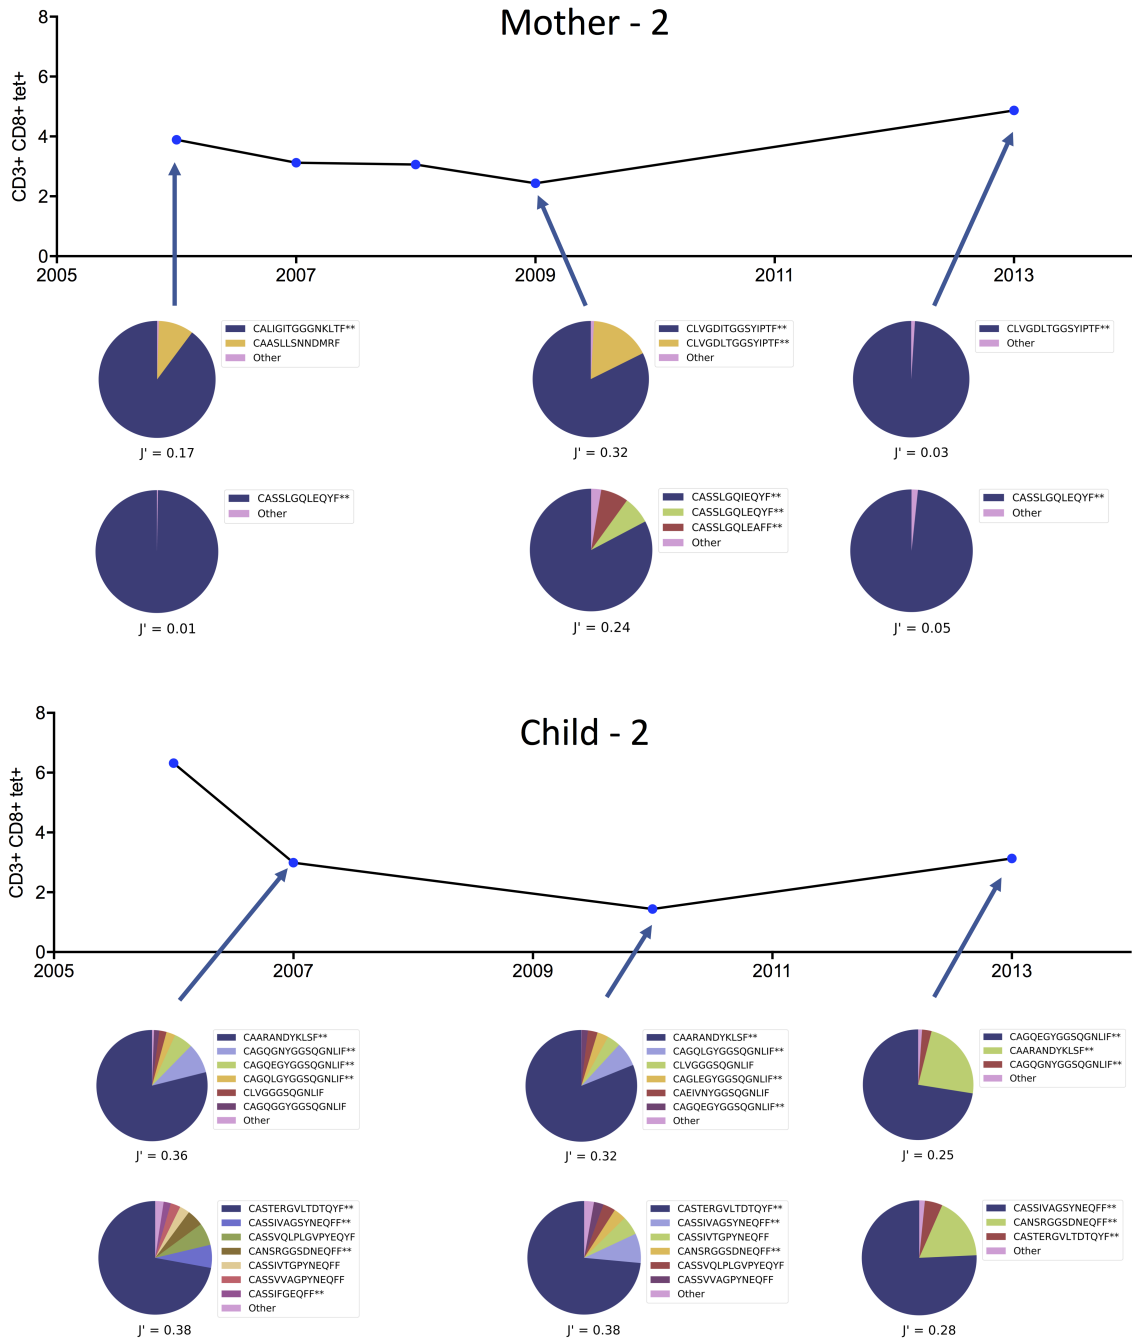 Mother - 2
8
6
4
2
0
CD3+ CD8+ tet+
2005
2007
2009
2011
2013
CALIGITGGGNKLTF**
CAASLLSNNDMRF
Other
J' = 0.17
CLVGDITGGSYIPTF**
CLVGDLTGGSYIPTF**
Other
J' = 0.32
CLVGDLTGGSYIPTF**
Other
J' = 0.03
CASSLGQLEQYF**
Other
J' = 0.01
CASSLGQIEQYF**
CASSLGQLEQYF**
CASSLGQLEAFF**
Other
J' = 0.24
CASSLGQLEQYF**
Other
J' = 0.05
Child - 2
8
6
4
2
0
CD3+ CD8+ tet+
2005
2007
2009
2011
2013
CAARANDYKLSF**
CAGQGNYGGSQGNLIF**
CAGQEGYGGSQGNLIF**
CAGQLGYGGSQGNLIF**
CLVGGGSQGNLIF
CAGQGGYGGSQGNLIF
Other
J' = 0.36
CAARANDYKLSF**
CAGQLGYGGSQGNLIF**
CLVGGGSQGNLIF
CAGLEGYGGSQGNLIF**
CAEIVNYGGSQGNLIF
CAGQEGYGGSQGNLIF**
Other
J' = 0.32
CAGQEGYGGSQGNLIF**
CAARANDYKLSF**
CAGQGNYGGSQGNLIF**
Other
J' = 0.25
CASTERGVLTDTQYF**
CASSIVAGSYNEQFF**
CASSVQLPLGVPYEQYF
CANSRGGSDNEQFF**
CASSIVTGPYNEQFF
CASSVVAGPYNEQFF
CASSIFGEQFF**
Other
J' = 0.38
CASTERGVLTDTQYF**
CASSIVAGSYNEQFF**
CASSIVTGPYNEQFF
CANSRGGSDNEQFF**
CASSVQLPLGVPYEQYF
CASSVVAGPYNEQFF
Other
J' = 0.38
CASSIVAGSYNEQFF**
CANSRGGSDNEQFF**
CASTERGVLTDTQYF**
Other
J' = 0.28